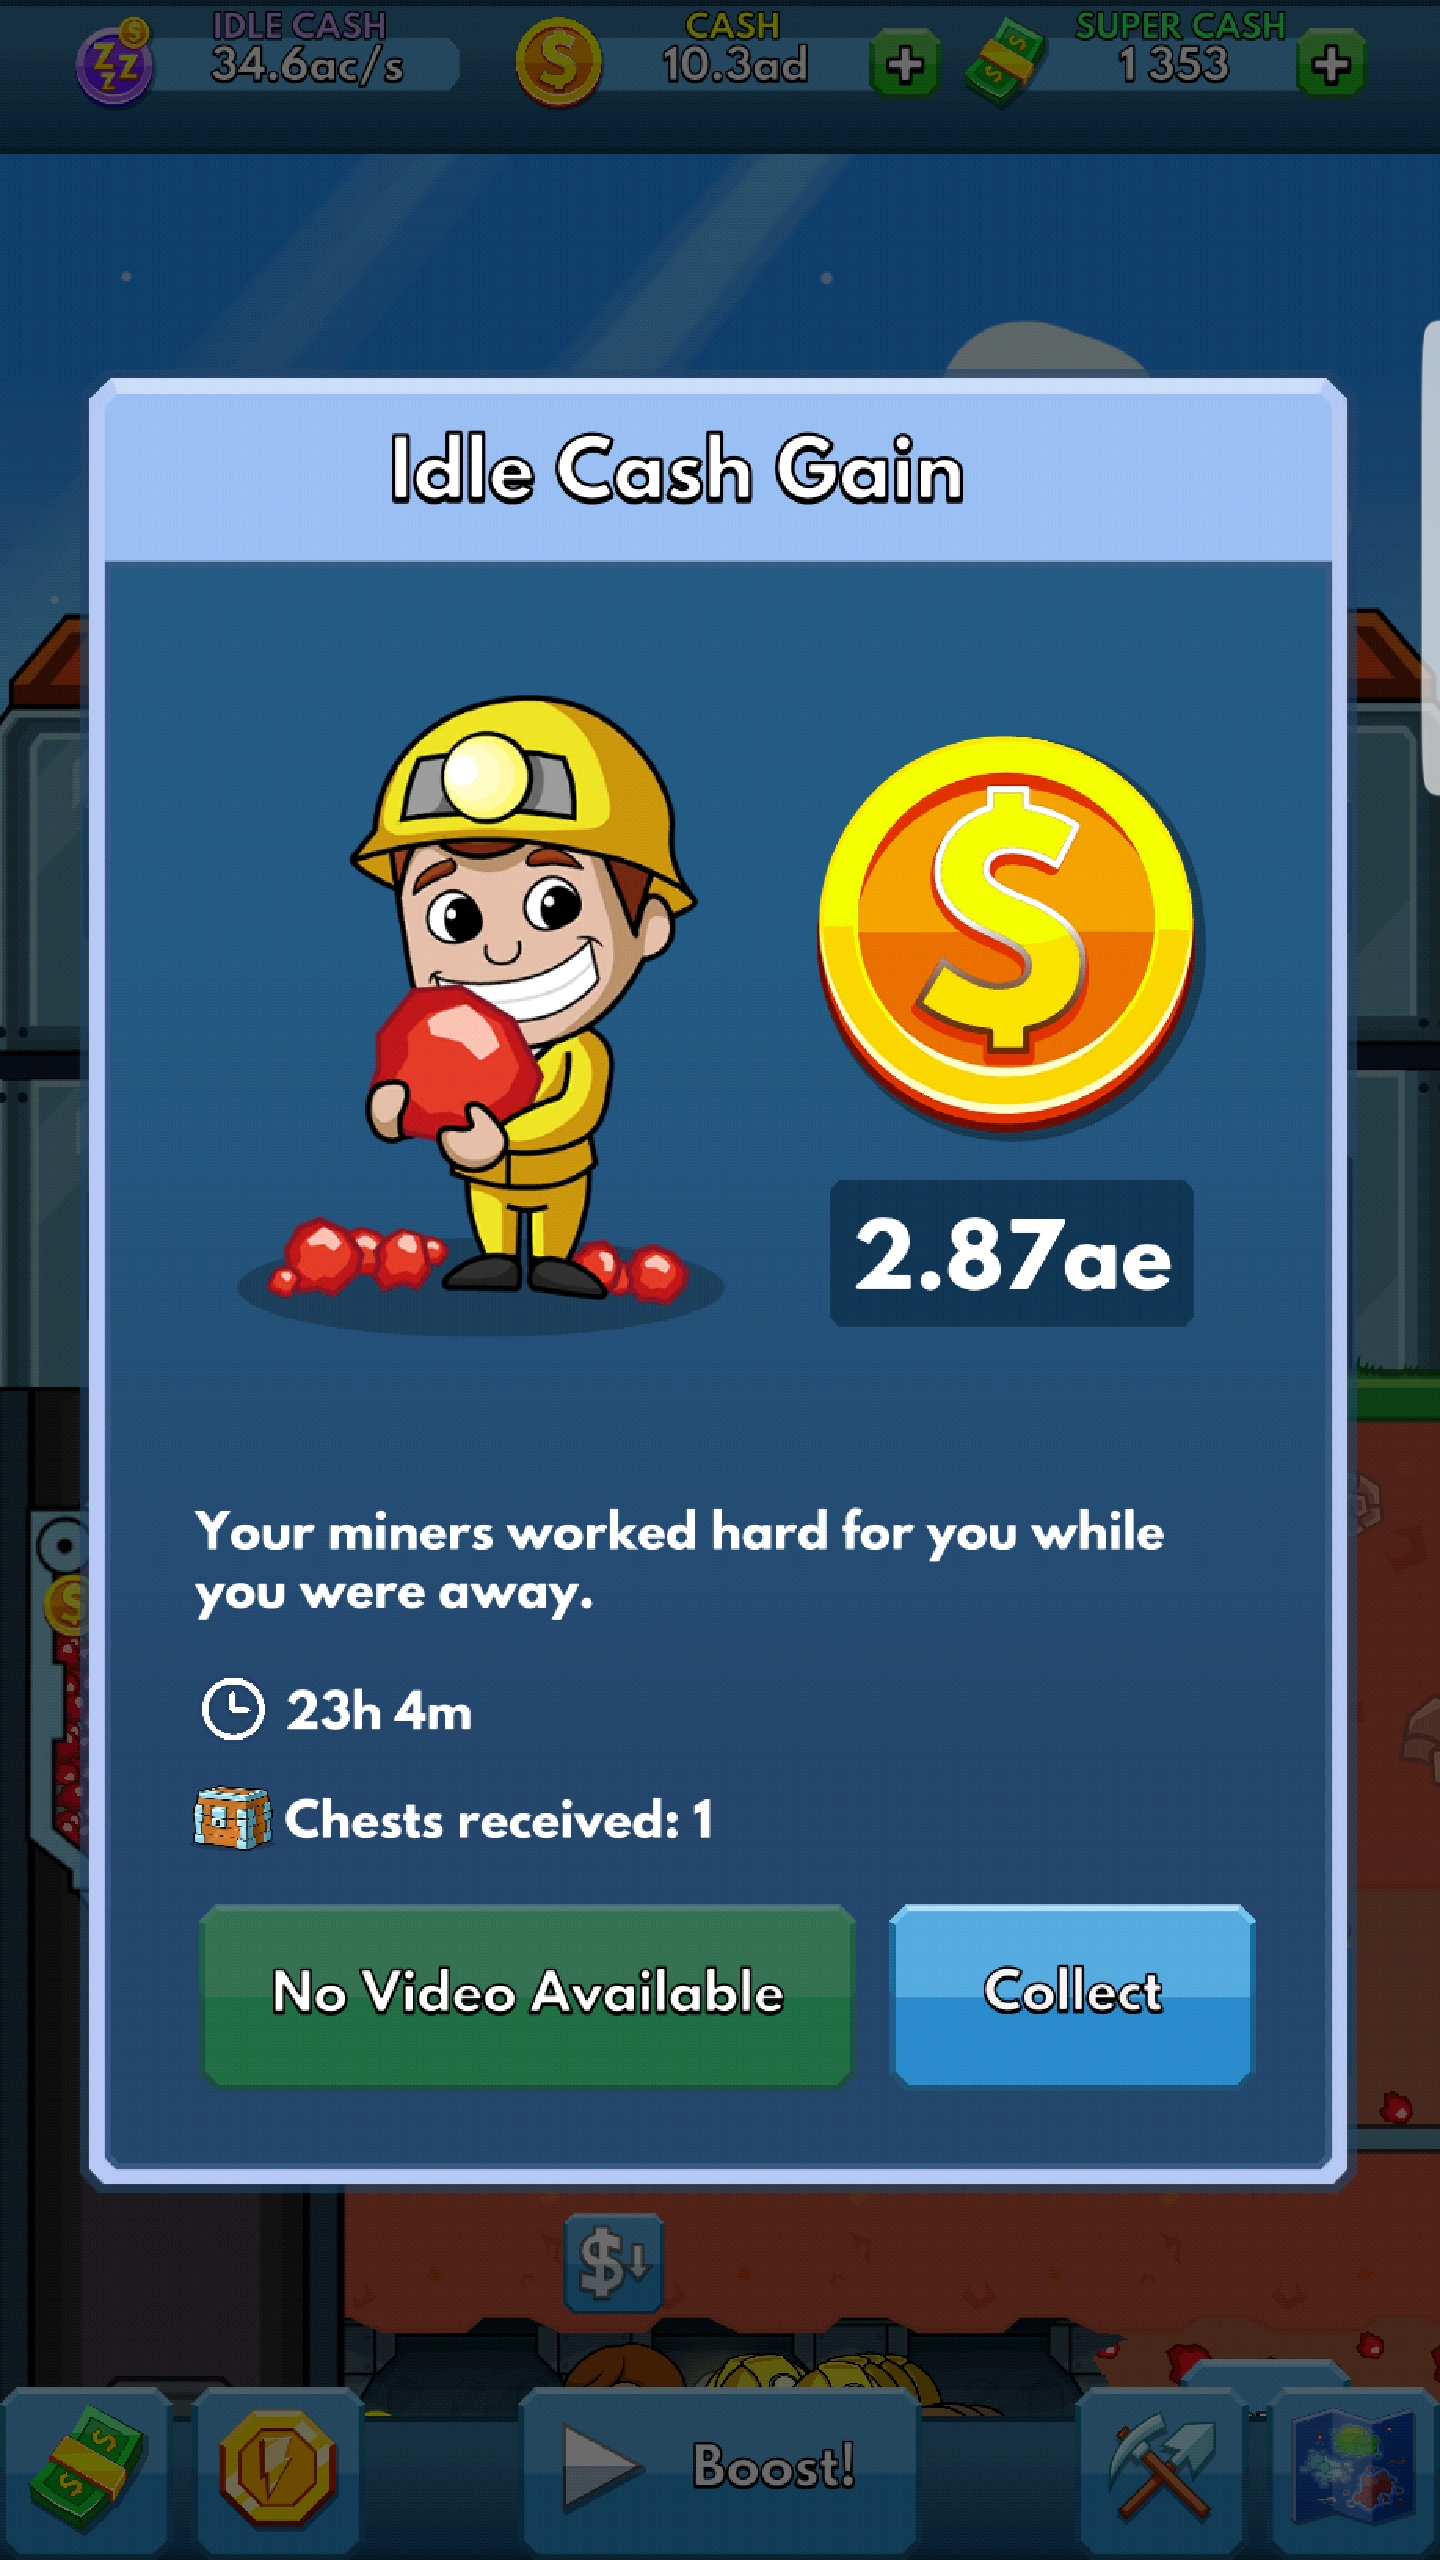 IDLE CASH
34.6ac/s
CASH
10.3ad
SUPER CASH
1 353
Idle Cash Gain
2.87ae
Your miners worked hard for you while
you were away.
23h 4m
Chests received: 1
No Video Available
Collect
Boost!